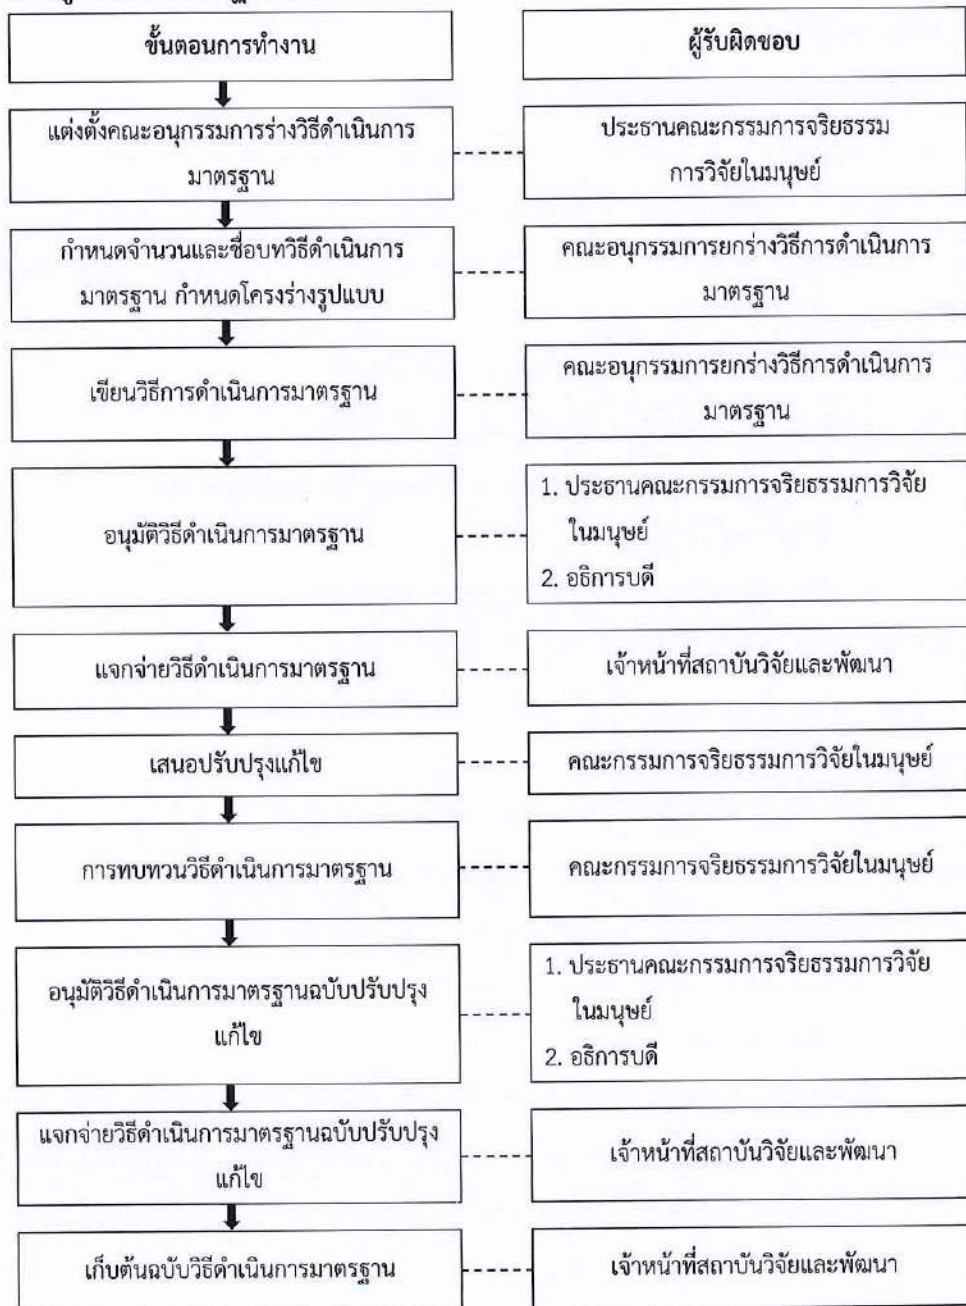 ขั้นตอนการทำงาน
ผู้รับผิดชอบ
แต่งตั้งคณะอนุกรรมการร่างวิธีดำเนินการ
มาตรฐาน
ประธานคณะกรรมการจริยธรรม
การวิจัยในมนุษย์
กำหนดจำนวนและชื่อบทวิธีดำเนินการ
มาตรฐาน กำหนดโครงร่างรูปแบบ
คณะอนุกรรมการยกร่างวิธีการดำเนินการ
มาตรฐาน
เขียนวิธีการดำเนินการมาตรฐาน
คณะอนุกรรมการยกร่างวิธีการดำเนินการ
มาตรฐาน
อนุมัติวิธีดำเนินการมาตรฐาน
1. ประธานคณะกรรมการจริยธรรมการวิจัย
ในมนุษย์
2. อธิการบดี
แจกจ่ายวิธีดำเนินการมาตรฐาน
เจ้าหน้าที่สถาบันวิจัยและพัฒนา
เสนอปรับปรุงแก้ไข
คณะกรรมการจริยธรรมการวิจัยในมนุษย์
การทบทวนวิธีดำเนินการมาตรฐาน
คณะกรรมการจริยธรรมการวิจัยในมนุษย์
อนุมัติวิธีดำเนินการมาตรฐานฉบับปรับปรุง
แก้ไข
1. ประธานคณะกรรมการจริยธรรมการวิจัย
ในมนุษย์
2. อธิการบดี
แจกจ่ายวิธีดำเนินการมาตรฐานฉบับปรับปรุง
แก้ไข
เจ้าหน้าที่สถาบันวิจัยและพัฒนา
เก็บต้นฉบับวิธีดำเนินการมาตรฐาน
เจ้าหน้าที่สถาบันวิจัยและพัฒนา